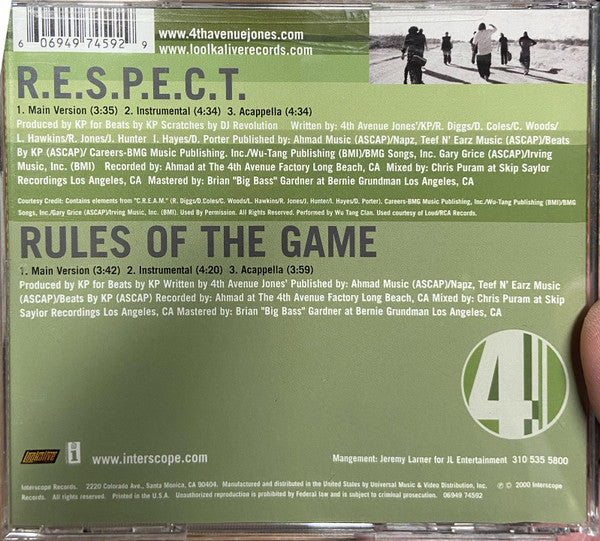 6 06949 74592 9
www.4thavenuejones.com
www.loolkaliverecords.com
R.E.S.P.E.C.T.
1. Main Version (3:35) 2. Instrumental (4:34) 3. Acappella (4:34)
Produced by KP for Beats by KP Scratches by DJ Revolution Written by: 4th Avenue Jones'/KP/R. Diggs/D. Coles/C. Woods/
L. Hawkins/R. Jones/J. Hunter J. Hayes/D. Porter Published by: Ahmad Music (ASCAP)/Napz, Teef N' Earz Music (ASCAP)/Beats
By KP (ASCAP)/ Careers-BMG Music Publishing, Inc./Wu-Tang Publishing (BMI)/BMG Songs, Inc. Gary Grice (ASCAP)/Irving
Music, Inc. (BMI) Recorded by: Ahmad at The 4th Avenue Factory Long Beach, CA Mixed by: Chris Puram at Skip Saylor
Recordings Los Angeles, CA Mastered by: Brian "Big Bass" Gardner at Bernie Grundman Los Angeles, CA
Courtesy Credit: Contains elements from "C.R.E.A.M." (R. Diggs/D.Coles/C. Woods/L. Hawkins/R. Jones/J. Hunter/I. Hayes/D. Porter). Careers-BMG Music Publishing, Inc./Wu-Tang Publishing (BMI)/BMG
Songs, Inc./Gary Grice (ASCAP)/Irving Music, Inc. (BMI). Used By Permission. All Rights Reserved. Performed by Wu Tang Clan. Used courtesy of Loud/RCA Records.
RULES OF THE GAME
1. Main Version (3:42) 2. Instrumental (4:20) 3. Acappella (3:59)
Produced by KP for Beats by KP Written by 4th Avenue Jones' Published by: Ahmad Music (ASCAP)/Napz, Teef N' Earz Music
(ASCAP)/Beats By KP (ASCAP) Recorded by: Ahmad at The 4th Avenue Factory Long Beach, CA Mixed by: Chris Puram at Skip
Saylor Recordings Los Angeles, CA Mastered by: Brian "Big Bass" Gardner at Bernie Grundman Los Angeles, CA
4
lookalive
i
www.interscope.com
Mangement: Jeremy Larner for JL Entertainment 310 535 5800
Interscope Records. 2220 Colorado Ave., Santa Monica, CA 90404. Manufactured and distributed in the United States by Universal Music & Video Distribution, Inc. ℗ © 2000 Interscope
Records. All rights reserved. Printed in the U.S.A. Unauthorized reproduction is prohibited by Federal law and subject to criminal prosecution. 06949 74592